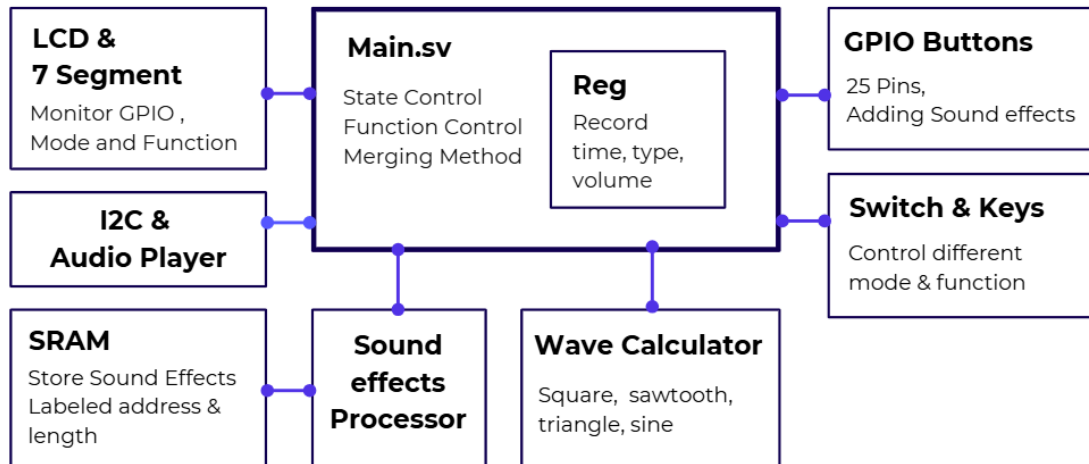 LCD &
7 Segment
Monitor GPIO ,
Mode and Function
I2C &
Audio Player
SRAM
Store Sound Effects
Labeled address &
length
Main.sv
State Control
Function Control
Merging Method
Reg
Record
time, type,
volume
Sound
effects
Processor
Wave Calculator
Square, sawtooth,
triangle, sine
GPIO Buttons
25 Pins,
Adding Sound effects
Switch & Keys
Control different
mode & function